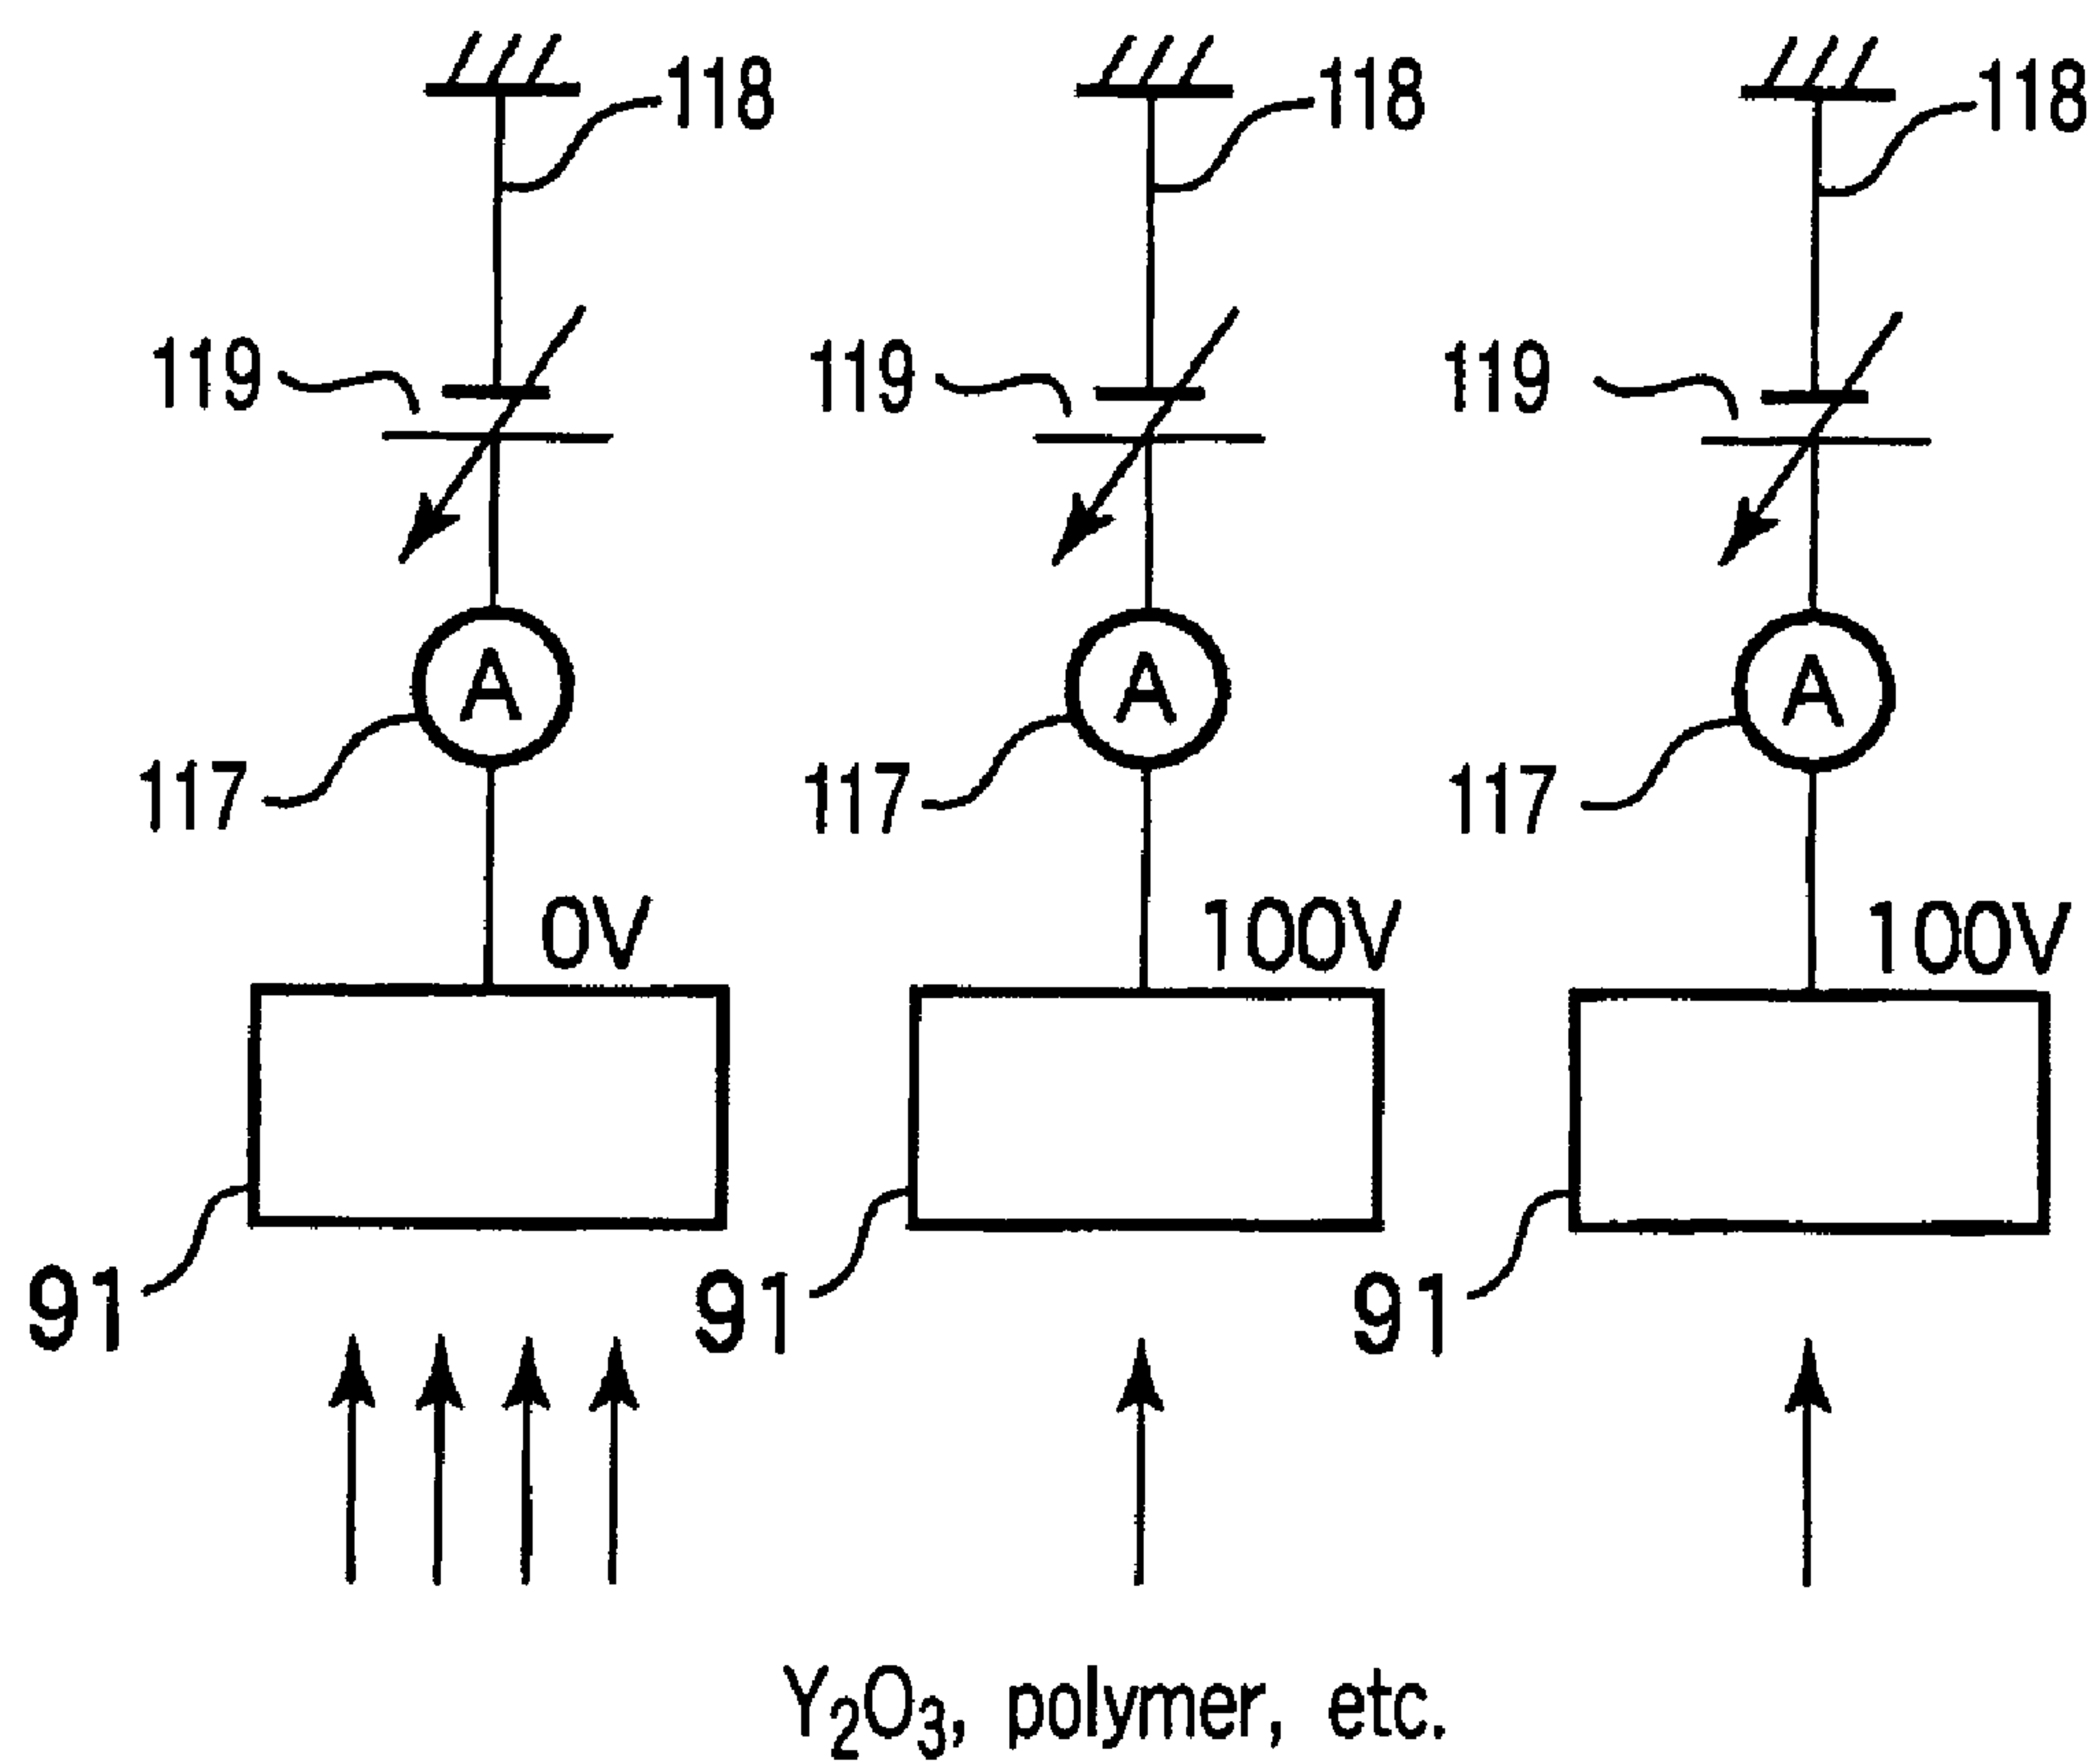 118 118 118
119 119 119
A A A
117 117 117
0V 100V 100V
91 91 91
Y₂O₃, polymer, etc.